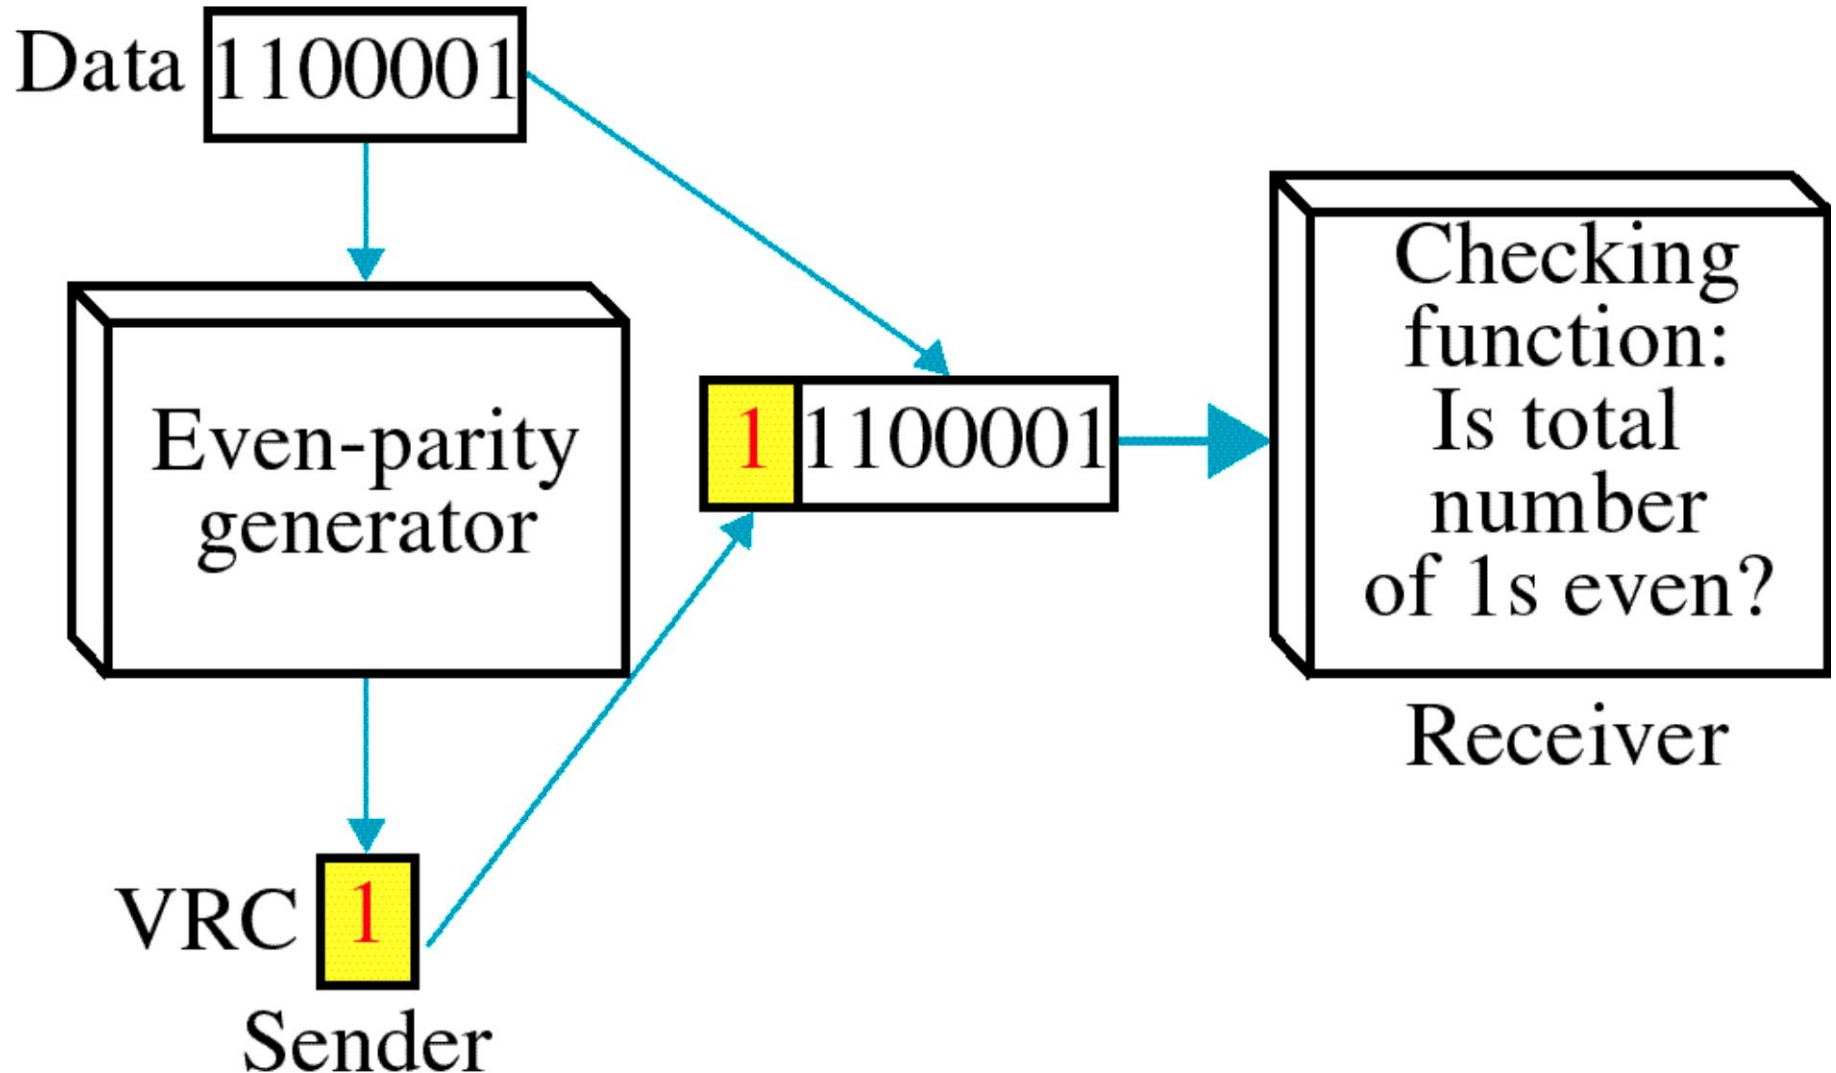 Data 1100001
Even-parity
generator
VRC 1
Sender
1 1100001
Checking
function:
Is total
number
of 1s even?
Receiver